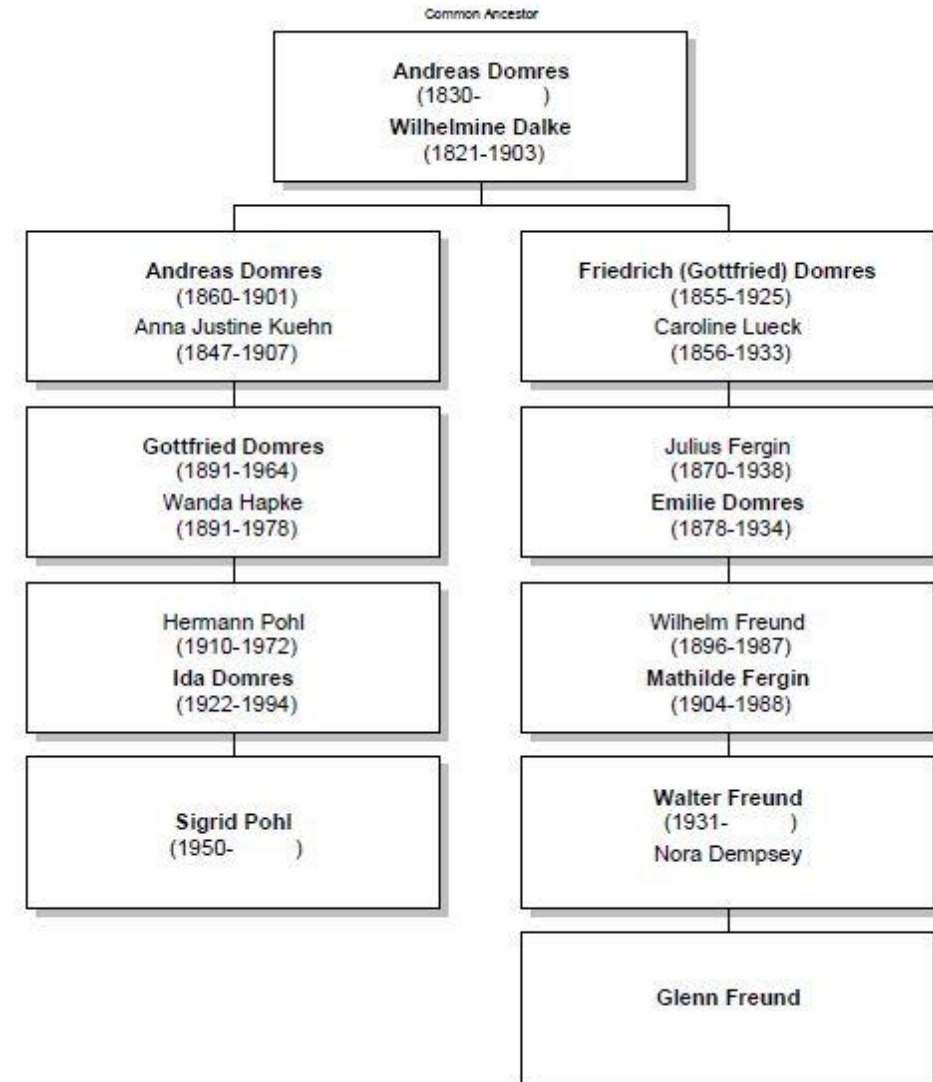 Common Ancestor
Andreas Domres
(1830- )
Wilhelmine Dalke
(1821-1903)
Andreas Domres
(1860-1901)
Anna Justine Kuehn
(1847-1907)
Friedrich (Gottfried) Domres
(1855-1925)
Caroline Lueck
(1856-1933)
Gottfried Domres
(1891-1964)
Wanda Hapke
(1891-1978)
Julius Fergin
(1870-1938)
Emilie Domres
(1878-1934)
Hermann Pohl
(1910-1972)
Ida Domres
(1922-1994)
Wilhelm Freund
(1896-1987)
Mathilde Fergin
(1904-1988)
Sigrid Pohl
(1950- )
Walter Freund
(1931- )
Nora Dempsey
Glenn Freund